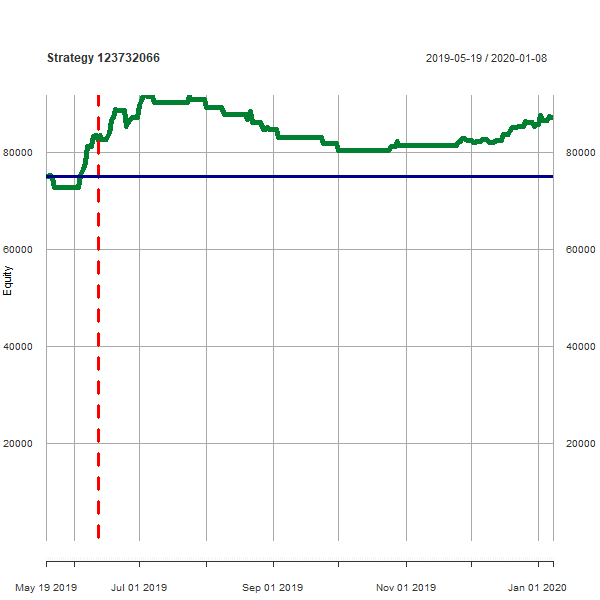 Strategy 123732066
2019-05-19 / 2020-01-08
80000
80000
60000
60000
Equity
40000
40000
20000
20000
May 19 2019
Jul 01 2019
Sep 01 2019
Nov 01 2019
Jan 01 2020